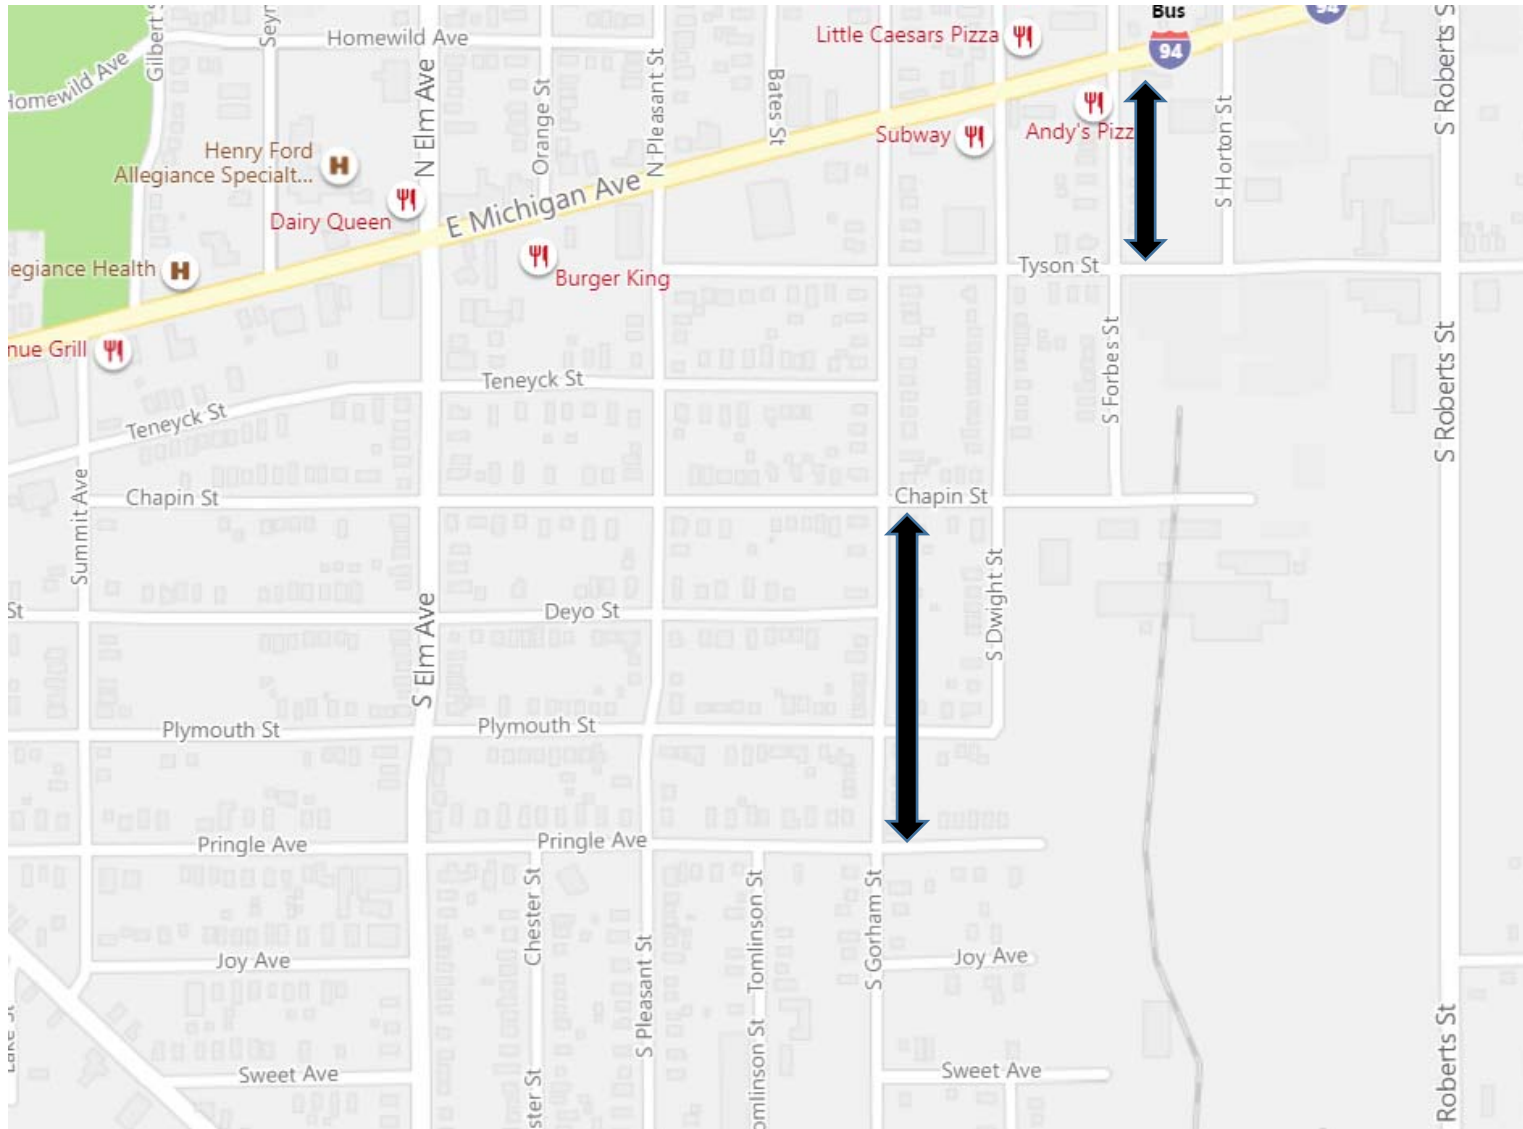 Bus
94
94
Little Caesars Pizza
Homewild Ave
Homewild Ave
Gilbert
Seyn
N Elm Ave
Orange St
N Pleasant St
Bates St
Subway
Andy's Pizz
S Horton St
S Roberts S
Henry Ford
Allegiance Specialt...
Dairy Queen
E Michigan Ave
Burger King
egiance Health
Tyson St
nue Grill
S Forbes St
S Roberts St
Teneyck St
Teneyck St
Chapin St
Chapin St
Summit Ave
S Dwight St
St
Deyo St
S Elm Ave
Plymouth St
Plymouth St
Pringle Ave
Pringle Ave
Chester St
Tomlinson St
S Gorham St
S Pleasant St
Joy Ave
Joy Ave
Sweet Ave
Sweet Ave
ster St
omlinson St
Roberts St